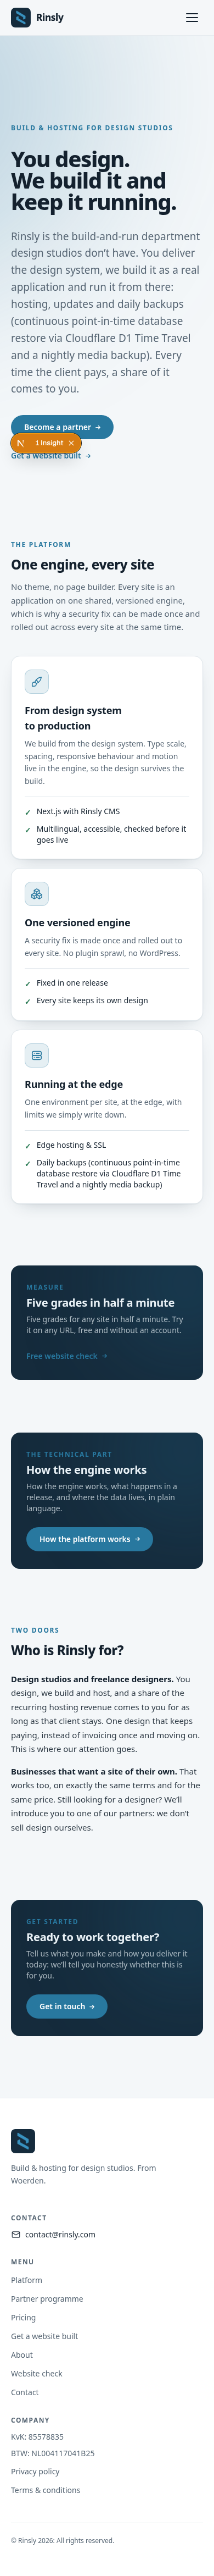 Rinsly
BUILD & HOSTING FOR DESIGN STUDIOS
You design.
We build it and
keep it running.
Rinsly is the build-and-run department
design studios don't have. You deliver
the design system, we build it as a real
application and run it from there:
hosting, updates and daily backups
(continuous point-in-time database
restore via Cloudflare D1 Time Travel
and a nightly media backup). Every
time the client pays, a share of it
comes to you.
Become a partner →
1 Insight ×
Get a website built →
THE PLATFORM
One engine, every site
No theme, no page builder. Every site is an
application on one shared, versioned engine,
which is why a security fix can be made once and
rolled out across every site at the same time.
From design system
to production
We build from the design system. Type scale,
spacing, responsive behaviour and motion
live in the engine, so the design survives the
build.
✓ Next.js with Rinsly CMS
✓ Multilingual, accessible, checked before it
goes live
One versioned engine
A security fix is made once and rolled out to
every site. No plugin sprawl, no WordPress.
✓ Fixed in one release
✓ Every site keeps its own design
Running at the edge
One environment per site, at the edge, with
limits we simply write down.
✓ Edge hosting & SSL
✓ Daily backups (continuous point-in-time
database restore via Cloudflare D1 Time
Travel and a nightly media backup)
MEASURE
Five grades in half a minute
Five grades for any site in half a minute. Try
it on any URL, free and without an account.
Free website check →
THE TECHNICAL PART
How the engine works
How the engine works, what happens in a
release, and where the data lives, in plain
language.
How the platform works →
TWO DOORS
Who is Rinsly for?
Design studios and freelance designers. You
design, we build and host, and a share of the
recurring hosting revenue comes to you for as
long as that client stays. One design that keeps
paying, instead of invoicing once and moving on.
This is where our attention goes.
Businesses that want a site of their own. That
works too, on exactly the same terms and for the
same price. Still looking for a designer? We'll
introduce you to one of our partners: we don't
sell design ourselves.
GET STARTED
Ready to work together?
Tell us what you make and how you deliver it
today: we'll tell you honestly whether this is
for you.
Get in touch →
Build & hosting for design studios. From
Woerden.
CONTACT
contact@rinsly.com
MENU
Platform
Partner programme
Pricing
Get a website built
About
Website check
Contact
COMPANY
KvK: 85578835
BTW: NL004117041B25
Privacy policy
Terms & conditions
© Rinsly 2026: All rights reserved.